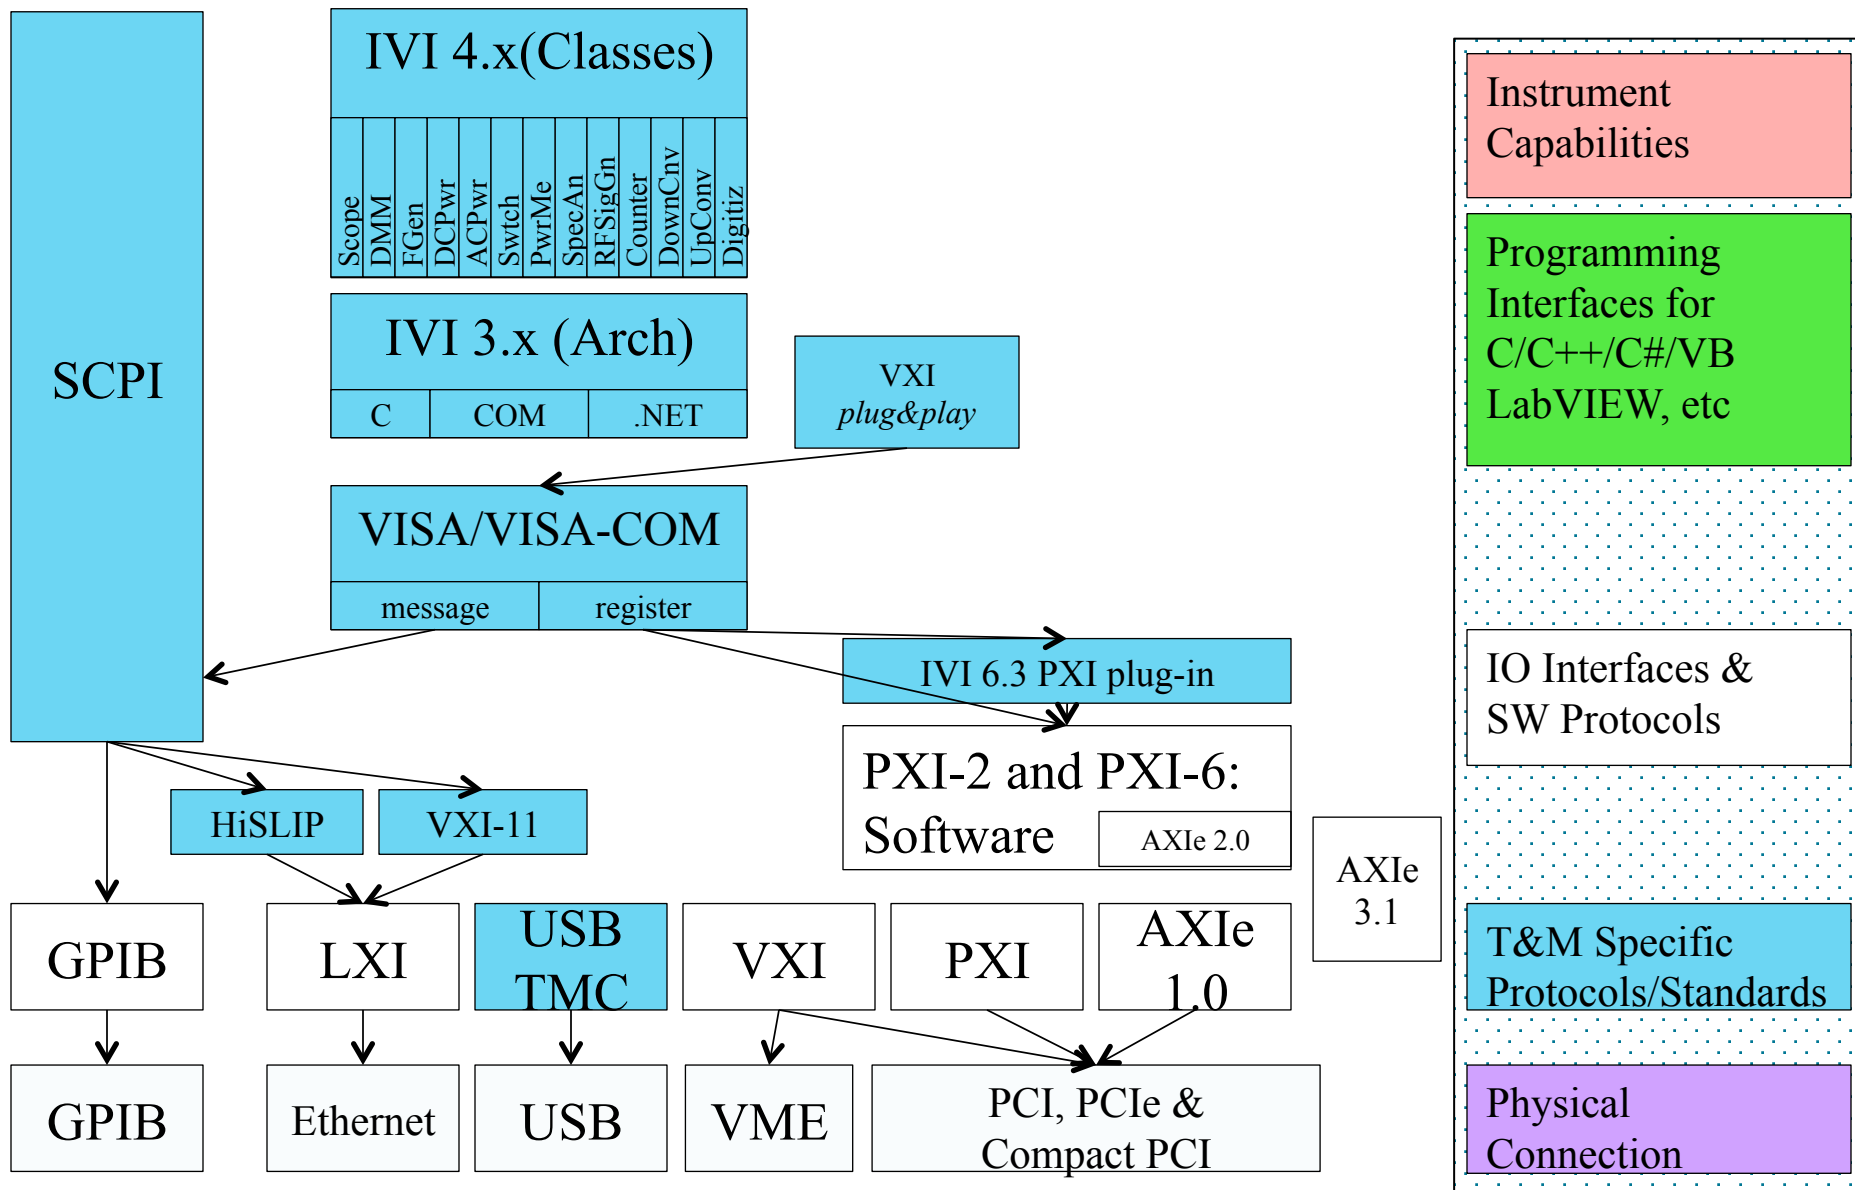 SCPI
IVI 4.x(Classes)
Scope
DMM
FGen
DCPwr
ACPwr
Swtch
PwrMe
SpecAn
RFSigGn
Counter
DownCnv
UpConv
Digitiz
IVI 3.x (Arch)
C
COM
.NET
VXI
plug&play
VISA/VISA-COM
message
register
IVI 6.3 PXI plug-in
PXI-2 and PXI-6:
Software
AXIe 2.0
HiSLIP
VXI-11
AXIe
3.1
GPIB
LXI
USB
TMC
VXI
PXI
AXIe
1.0
GPIB
Ethernet
USB
VME
PCI, PCIe &
Compact PCI
Instrument
Capabilities
Programming
Interfaces for
C/C++/C#/VB
LabVIEW, etc
IO Interfaces &
SW Protocols
T&M Specific
Protocols/Standards
Physical
Connection